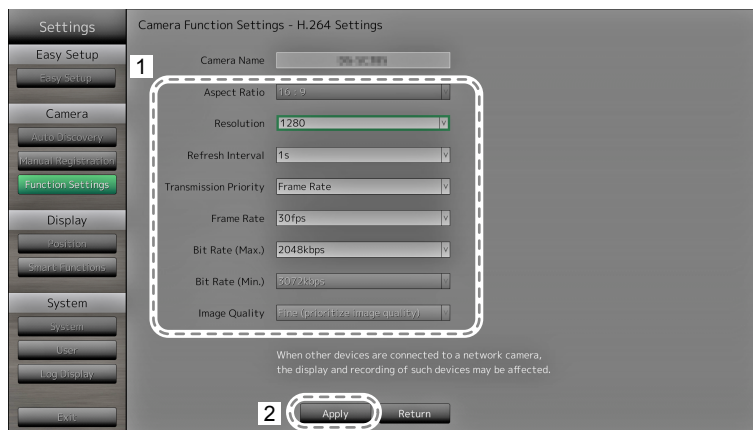 Settings
Camera Function Settings - H.264 Settings
Easy Setup
Easy Setup
Camera
Auto Discovery
Manual Registration
Function Settings
Display
Position
Smart Functions
System
System
User
Log Display
Exit
1
Camera Name
Aspect Ratio 16:9
Resolution 1280
Refresh Interval 1s
Transmission Priority Frame Rate
Frame Rate 30fps
Bit Rate (Max.) 2048kbps
Bit Rate (Min.) 3072kbps
Image Quality Fine (prioritize image quality)
When other devices are connected to a network camera,
the display and recording of such devices may be affected.
2
Apply Return